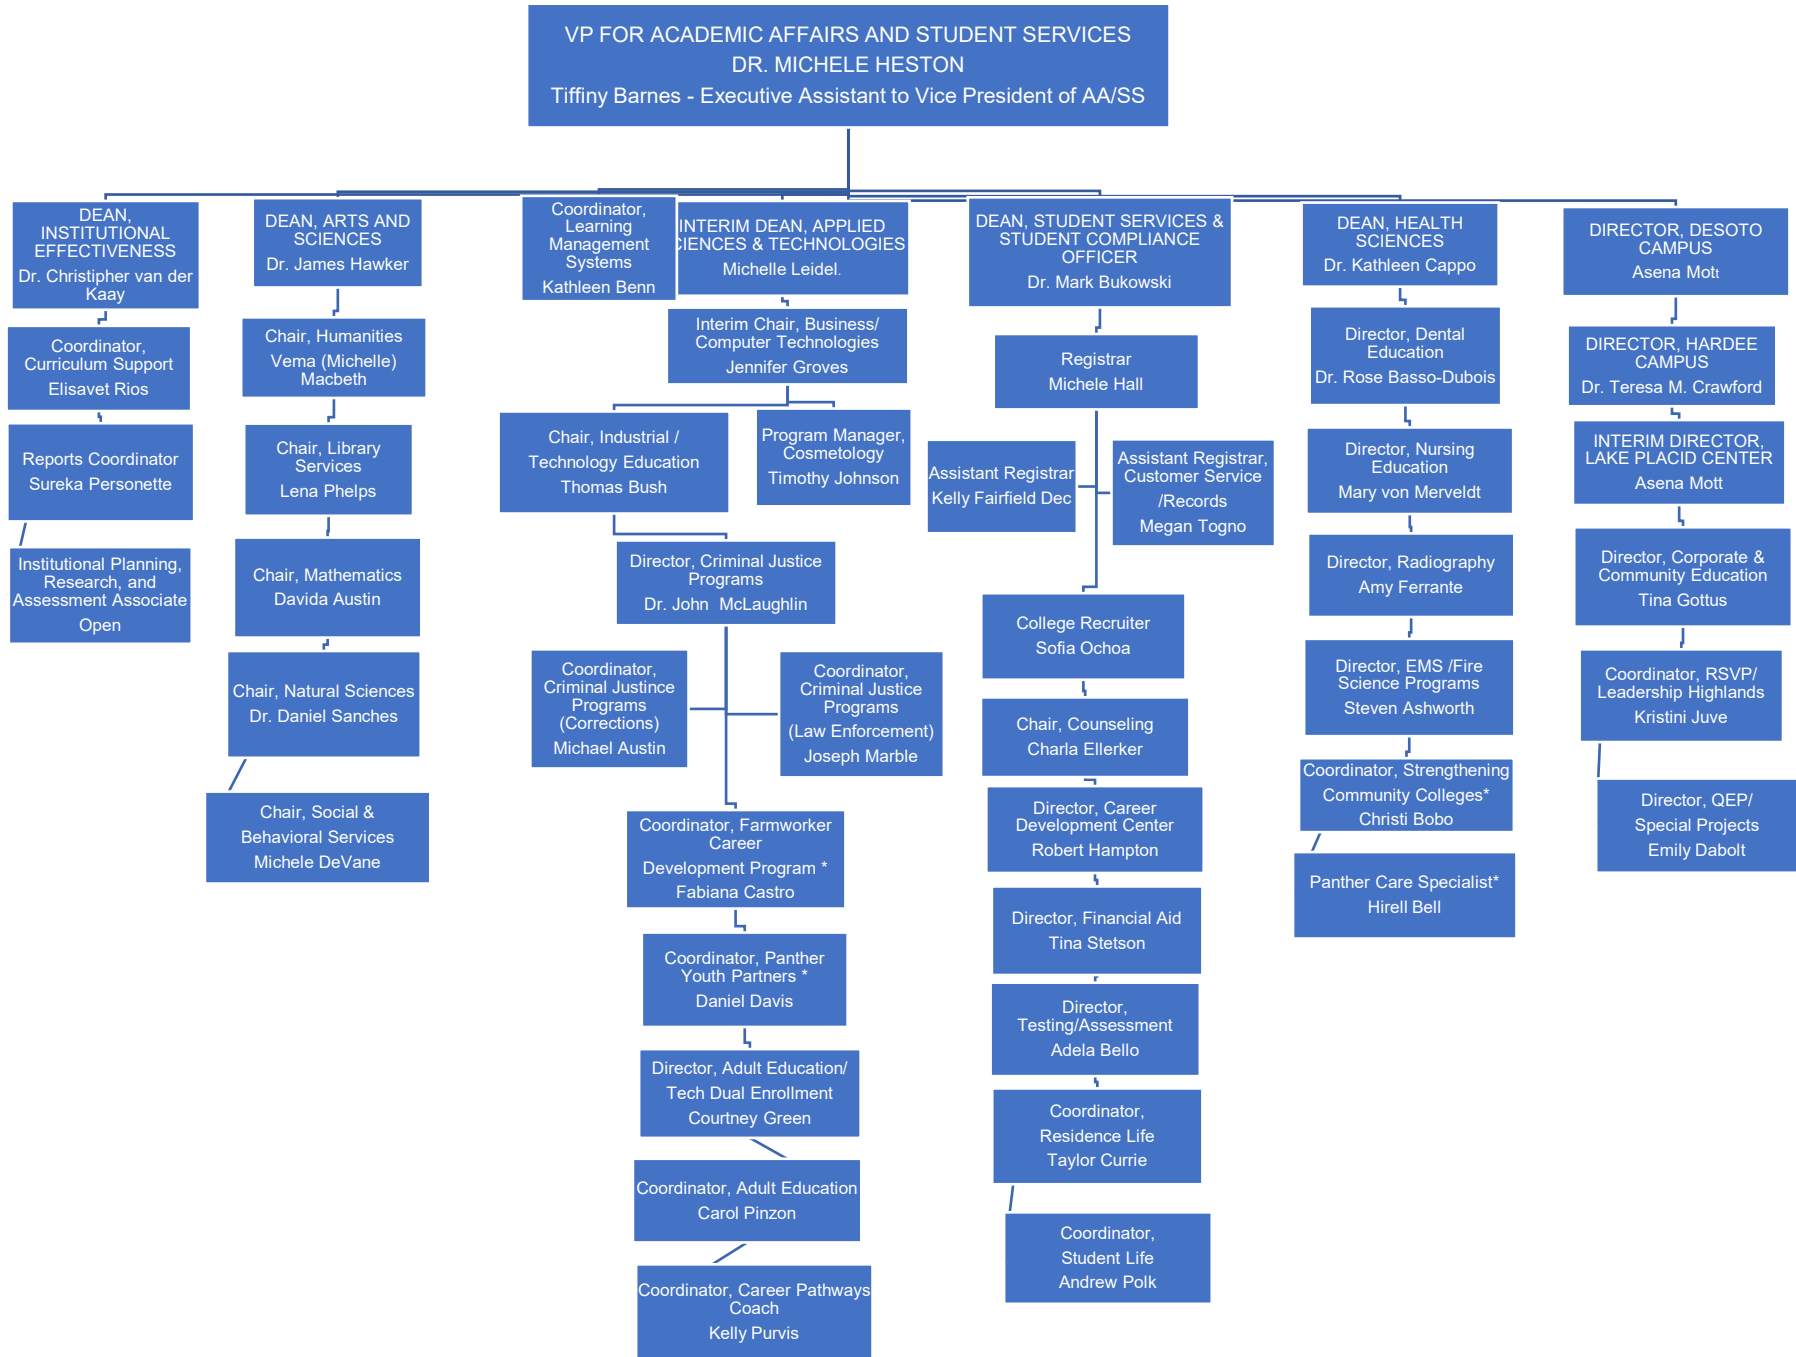 VP FOR ACADEMIC AFFAIRS AND STUDENT SERVICES
DR. MICHELE HESTON
Tiffiny Barnes - Executive Assistant to Vice President of AA/SS
DEAN,
INSTITUTIONAL
EFFECTIVENESS
Dr. Christipher van der
Kaay
Coordinator,
Curriculum Support
Elisavet Rios
Reports Coordinator
Sureka Personette
Institutional Planning,
Research, and
Assessment Associate
Open
DEAN, ARTS AND
SCIENCES
Dr. James Hawker
Chair, Humanities
Vema (Michelle)
Macbeth
Chair, Library
Services
Lena Phelps
Chair, Mathematics
Davida Austin
Chair, Natural Sciences
Dr. Daniel Sanches
Chair, Social &
Behavioral Services
Michele DeVane
Coordinator,
Learning
Management
Systems
Kathleen Benn
INTERIM DEAN, APPLIED
CIENCES & TECHNOLOGIES
Michelle Leidel.
Interim Chair, Business/
Computer Technologies
Jennifer Groves
Chair, Industrial /
Technology Education
Thomas Bush
Program Manager,
Cosmetology
Timothy Johnson
Director, Criminal Justice
Programs
Dr. John McLaughlin
Coordinator,
Criminal Justince
Programs
(Corrections)
Michael Austin
Coordinator,
Criminal Justice
Programs
(Law Enforcement)
Joseph Marble
Coordinator, Farmworker
Career
Development Program *
Fabiana Castro
Coordinator, Panther
Youth Partners *
Daniel Davis
Director, Adult Education/
Tech Dual Enrollment
Courtney Green
Coordinator, Adult Education
Carol Pinzon
Coordinator, Career Pathways
Coach
Kelly Purvis
DEAN, STUDENT SERVICES &
STUDENT COMPLIANCE
OFFICER
Dr. Mark Bukowski
Registrar
Michele Hall
Assistant Registrar
Kelly Fairfield Dec
Assistant Registrar,
Customer Service
/Records
Megan Togno
College Recruiter
Sofia Ochoa
Chair, Counseling
Charla Ellerker
Director, Career
Development Center
Robert Hampton
Director, Financial Aid
Tina Stetson
Director,
Testing/Assessment
Adela Bello
Coordinator,
Residence Life
Taylor Currie
Coordinator,
Student Life
Andrew Polk
DEAN, HEALTH
SCIENCES
Dr. Kathleen Cappo
Director, Dental
Education
Dr. Rose Basso-Dubois
Director, Nursing
Education
Mary von Merveldt
Director, Radiography
Amy Ferrante
Director, EMS /Fire
Science Programs
Steven Ashworth
Coordinator, Strengthening
Community Colleges*
Christi Bobo
Panther Care Specialist*
Hirell Bell
DIRECTOR, DESOTO
CAMPUS
Asena Mott
DIRECTOR, HARDEE
CAMPUS
Dr. Teresa M. Crawford
INTERIM DIRECTOR,
LAKE PLACID CENTER
Asena Mott
Director, Corporate &
Community Education
Tina Gottus
Coordinator, RSVP/
Leadership Highlands
Kristini Juve
Director, QEP/
Special Projects
Emily Dabolt